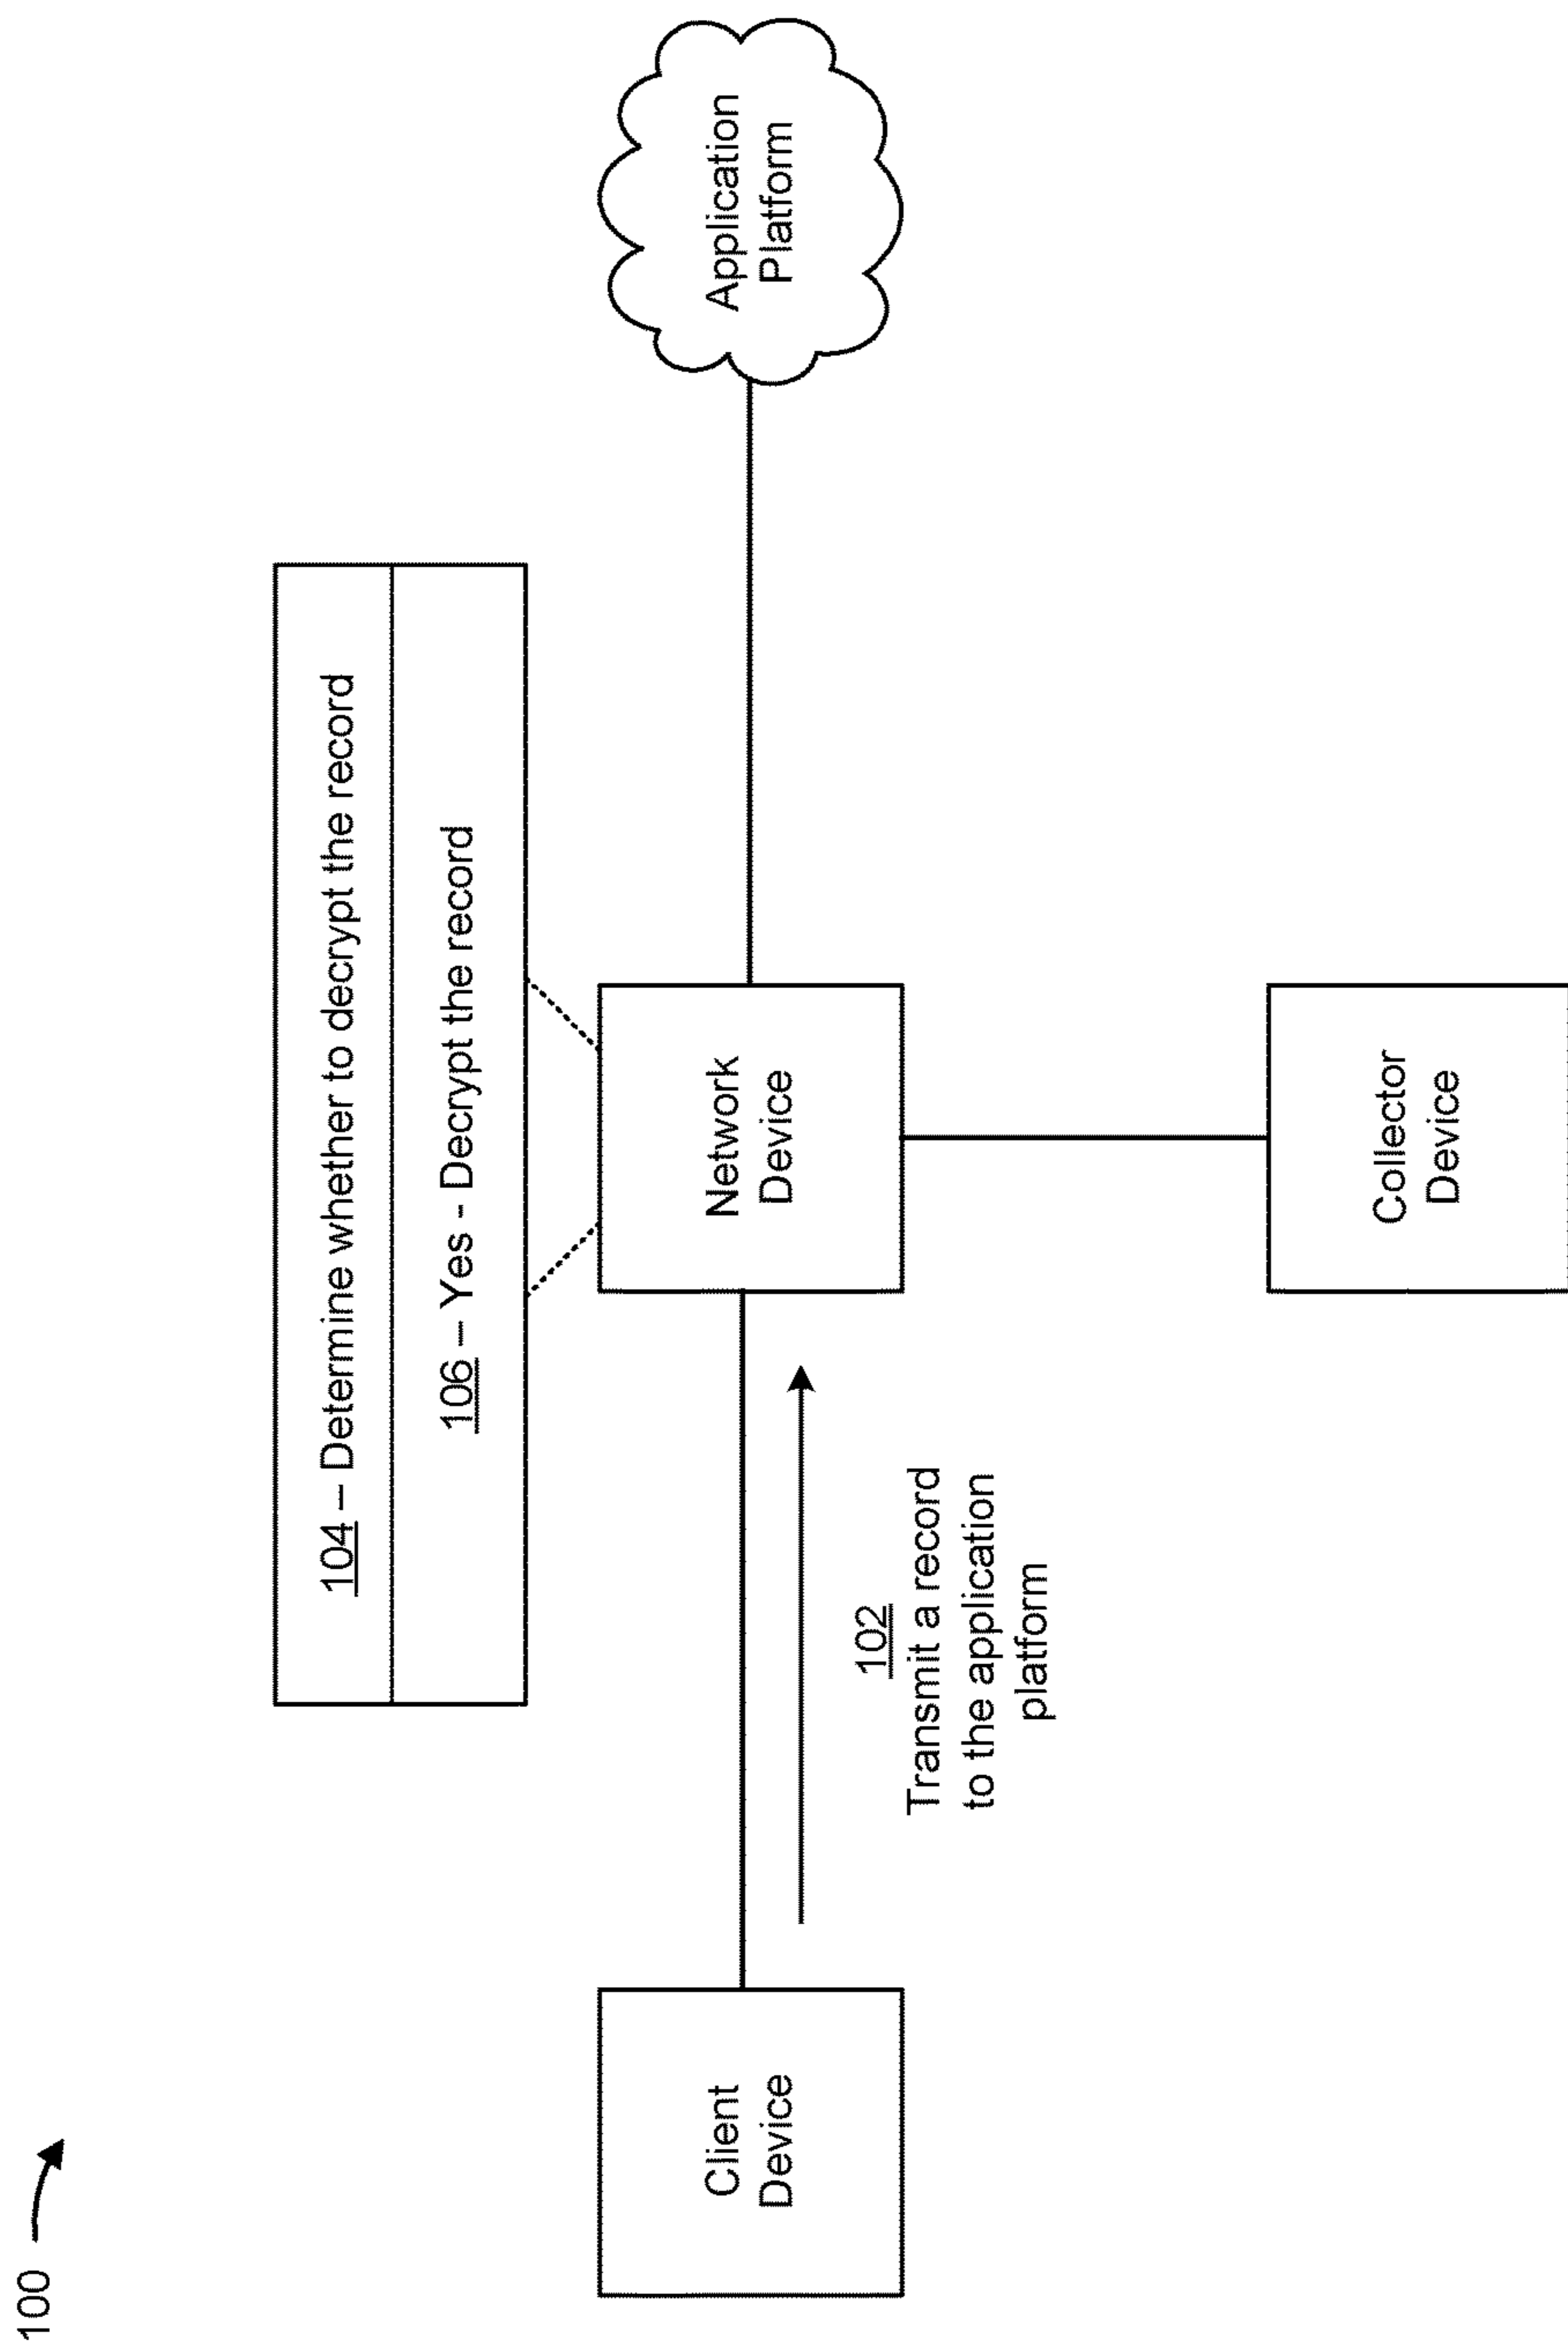 100
104 – Determine whether to decrypt the record
106 – Yes - Decrypt the record
Client
Device
Network
Device
Application
Platform
102
Transmit a record
to the application
platform
Collector
Device